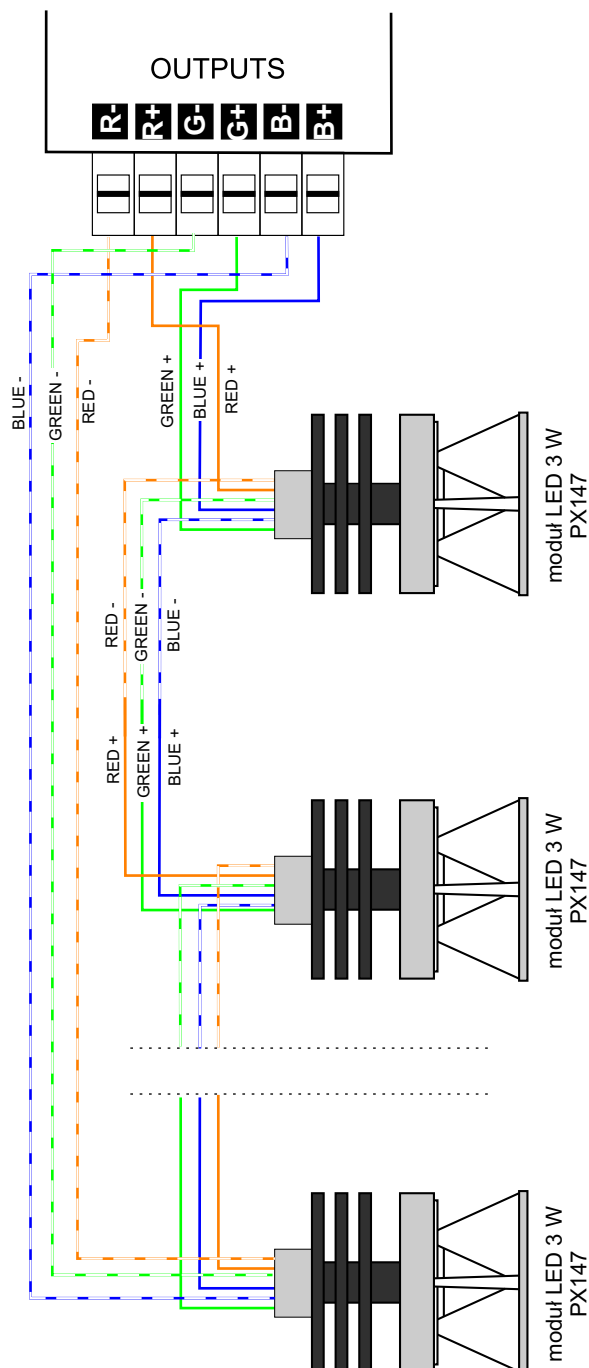 OUTPUTS
R-
R+
G-
G+
B-
B+
BLUE -
GREEN -
RED -
GREEN +
BLUE +
RED +
moduł LED 3 W
PX147
RED -
GREEN -
BLUE -
RED +
GREEN +
BLUE +
moduł LED 3 W
PX147
moduł LED 3 W
PX147